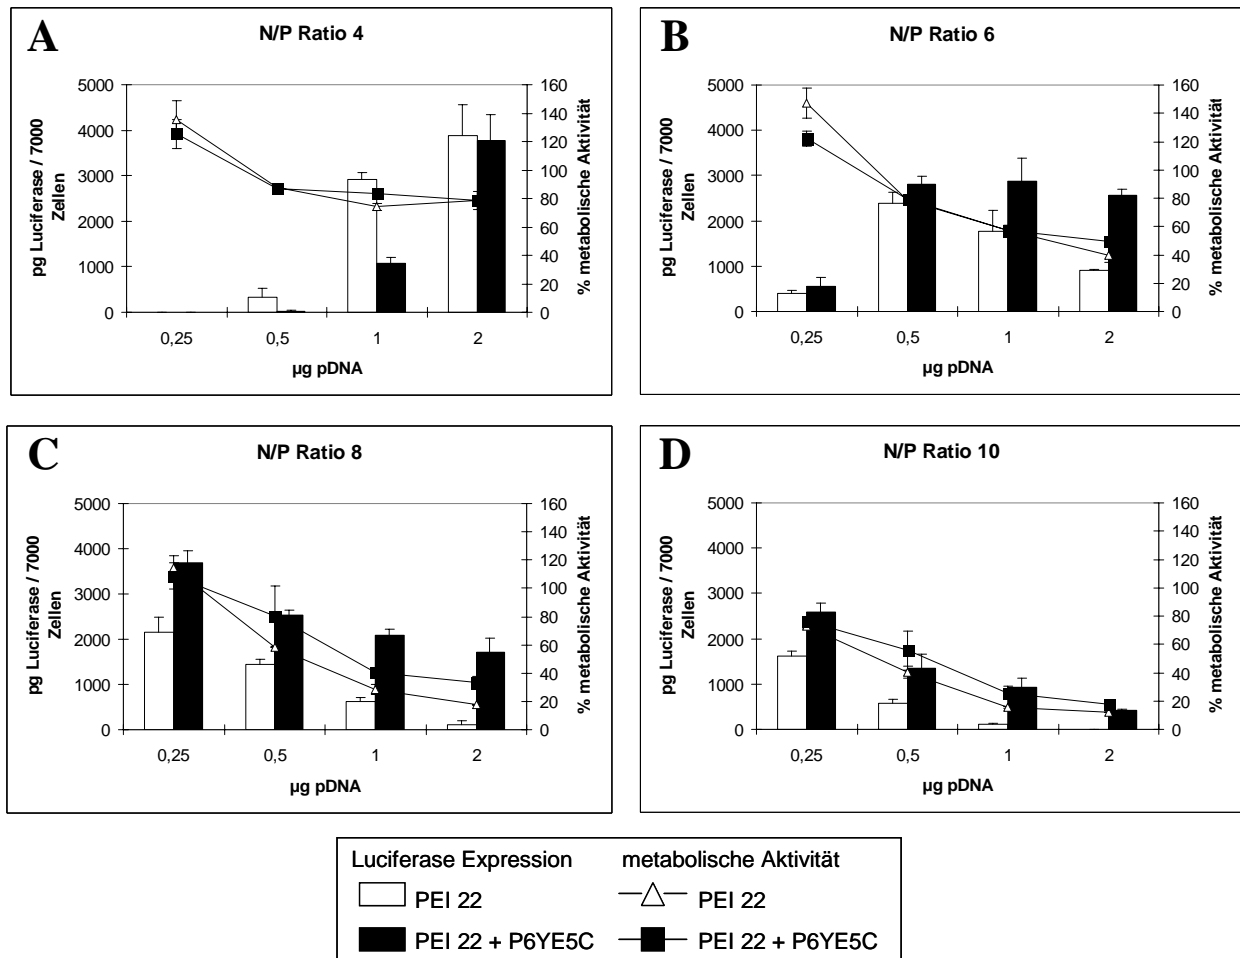 A
N/P Ratio 4
pg Luciferase / 7000
Zellen
5000
4000
3000
2000
1000
0
160
140
120
100
80
60
40
20
0
% metabolische Aktivität
0,25 0,5 1 2
µg pDNA
B
N/P Ratio 6
pg Luciferase / 7000
Zellen
5000
4000
3000
2000
1000
0
160
140
120
100
80
60
40
20
0
% metabolische Aktivität
0,25 0,5 1 2
µg pDNA
C
N/P Ratio 8
pg Luciferase / 7000
Zellen
5000
4000
3000
2000
1000
0
160
140
120
100
80
60
40
20
0
% metabolische Aktivität
0,25 0,5 1 2
µg pDNA
D
N/P Ratio 10
pg Luciferase / 7000
Zellen
5000
4000
3000
2000
1000
0
160
140
120
100
80
60
40
20
0
% metabolische Aktivität
0,25 0,5 1 2
µg pDNA
Luciferase Expression metabolische Aktivität
PEI 22 PEI 22
PEI 22 + P6YE5C PEI 22 + P6YE5C